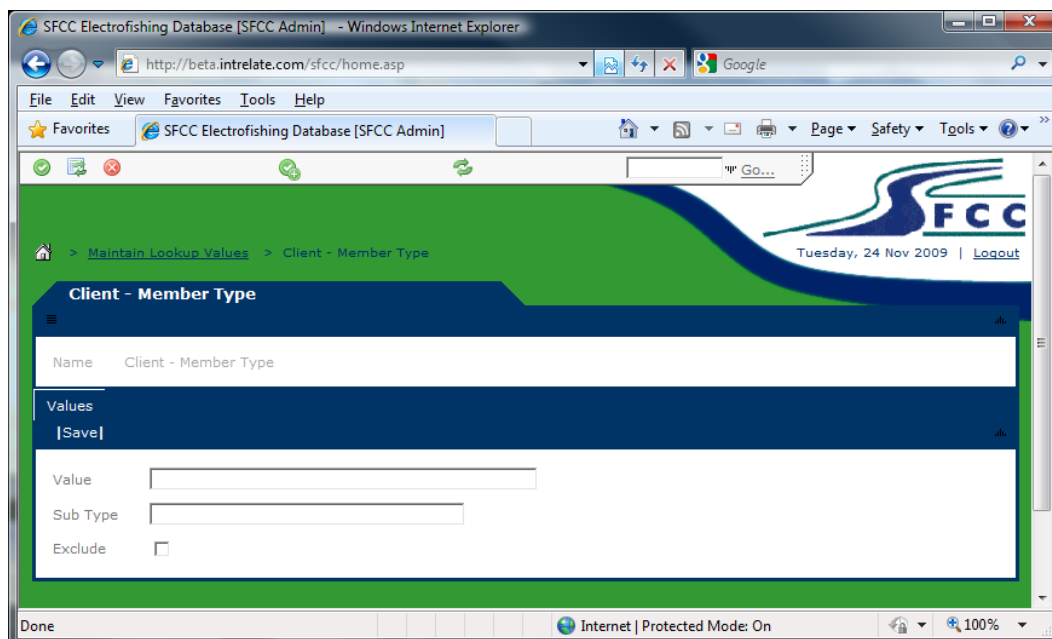 SFCC Electrofishing Database [SFCC Admin] - Windows Internet Explorer
http://beta.intrelate.com/sfcc/home.asp
Google
File Edit View Favorites Tools Help
Favorites SFCC Electrofishing Database [SFCC Admin] Page Safety Tools
Go...
SFCC
> Maintain Lookup Values > Client - Member Type
Tuesday, 24 Nov 2009 | Logout
Client - Member Type
Name Client - Member Type
Values
|Save|
Value
Sub Type
Exclude
Done Internet | Protected Mode: On 100%